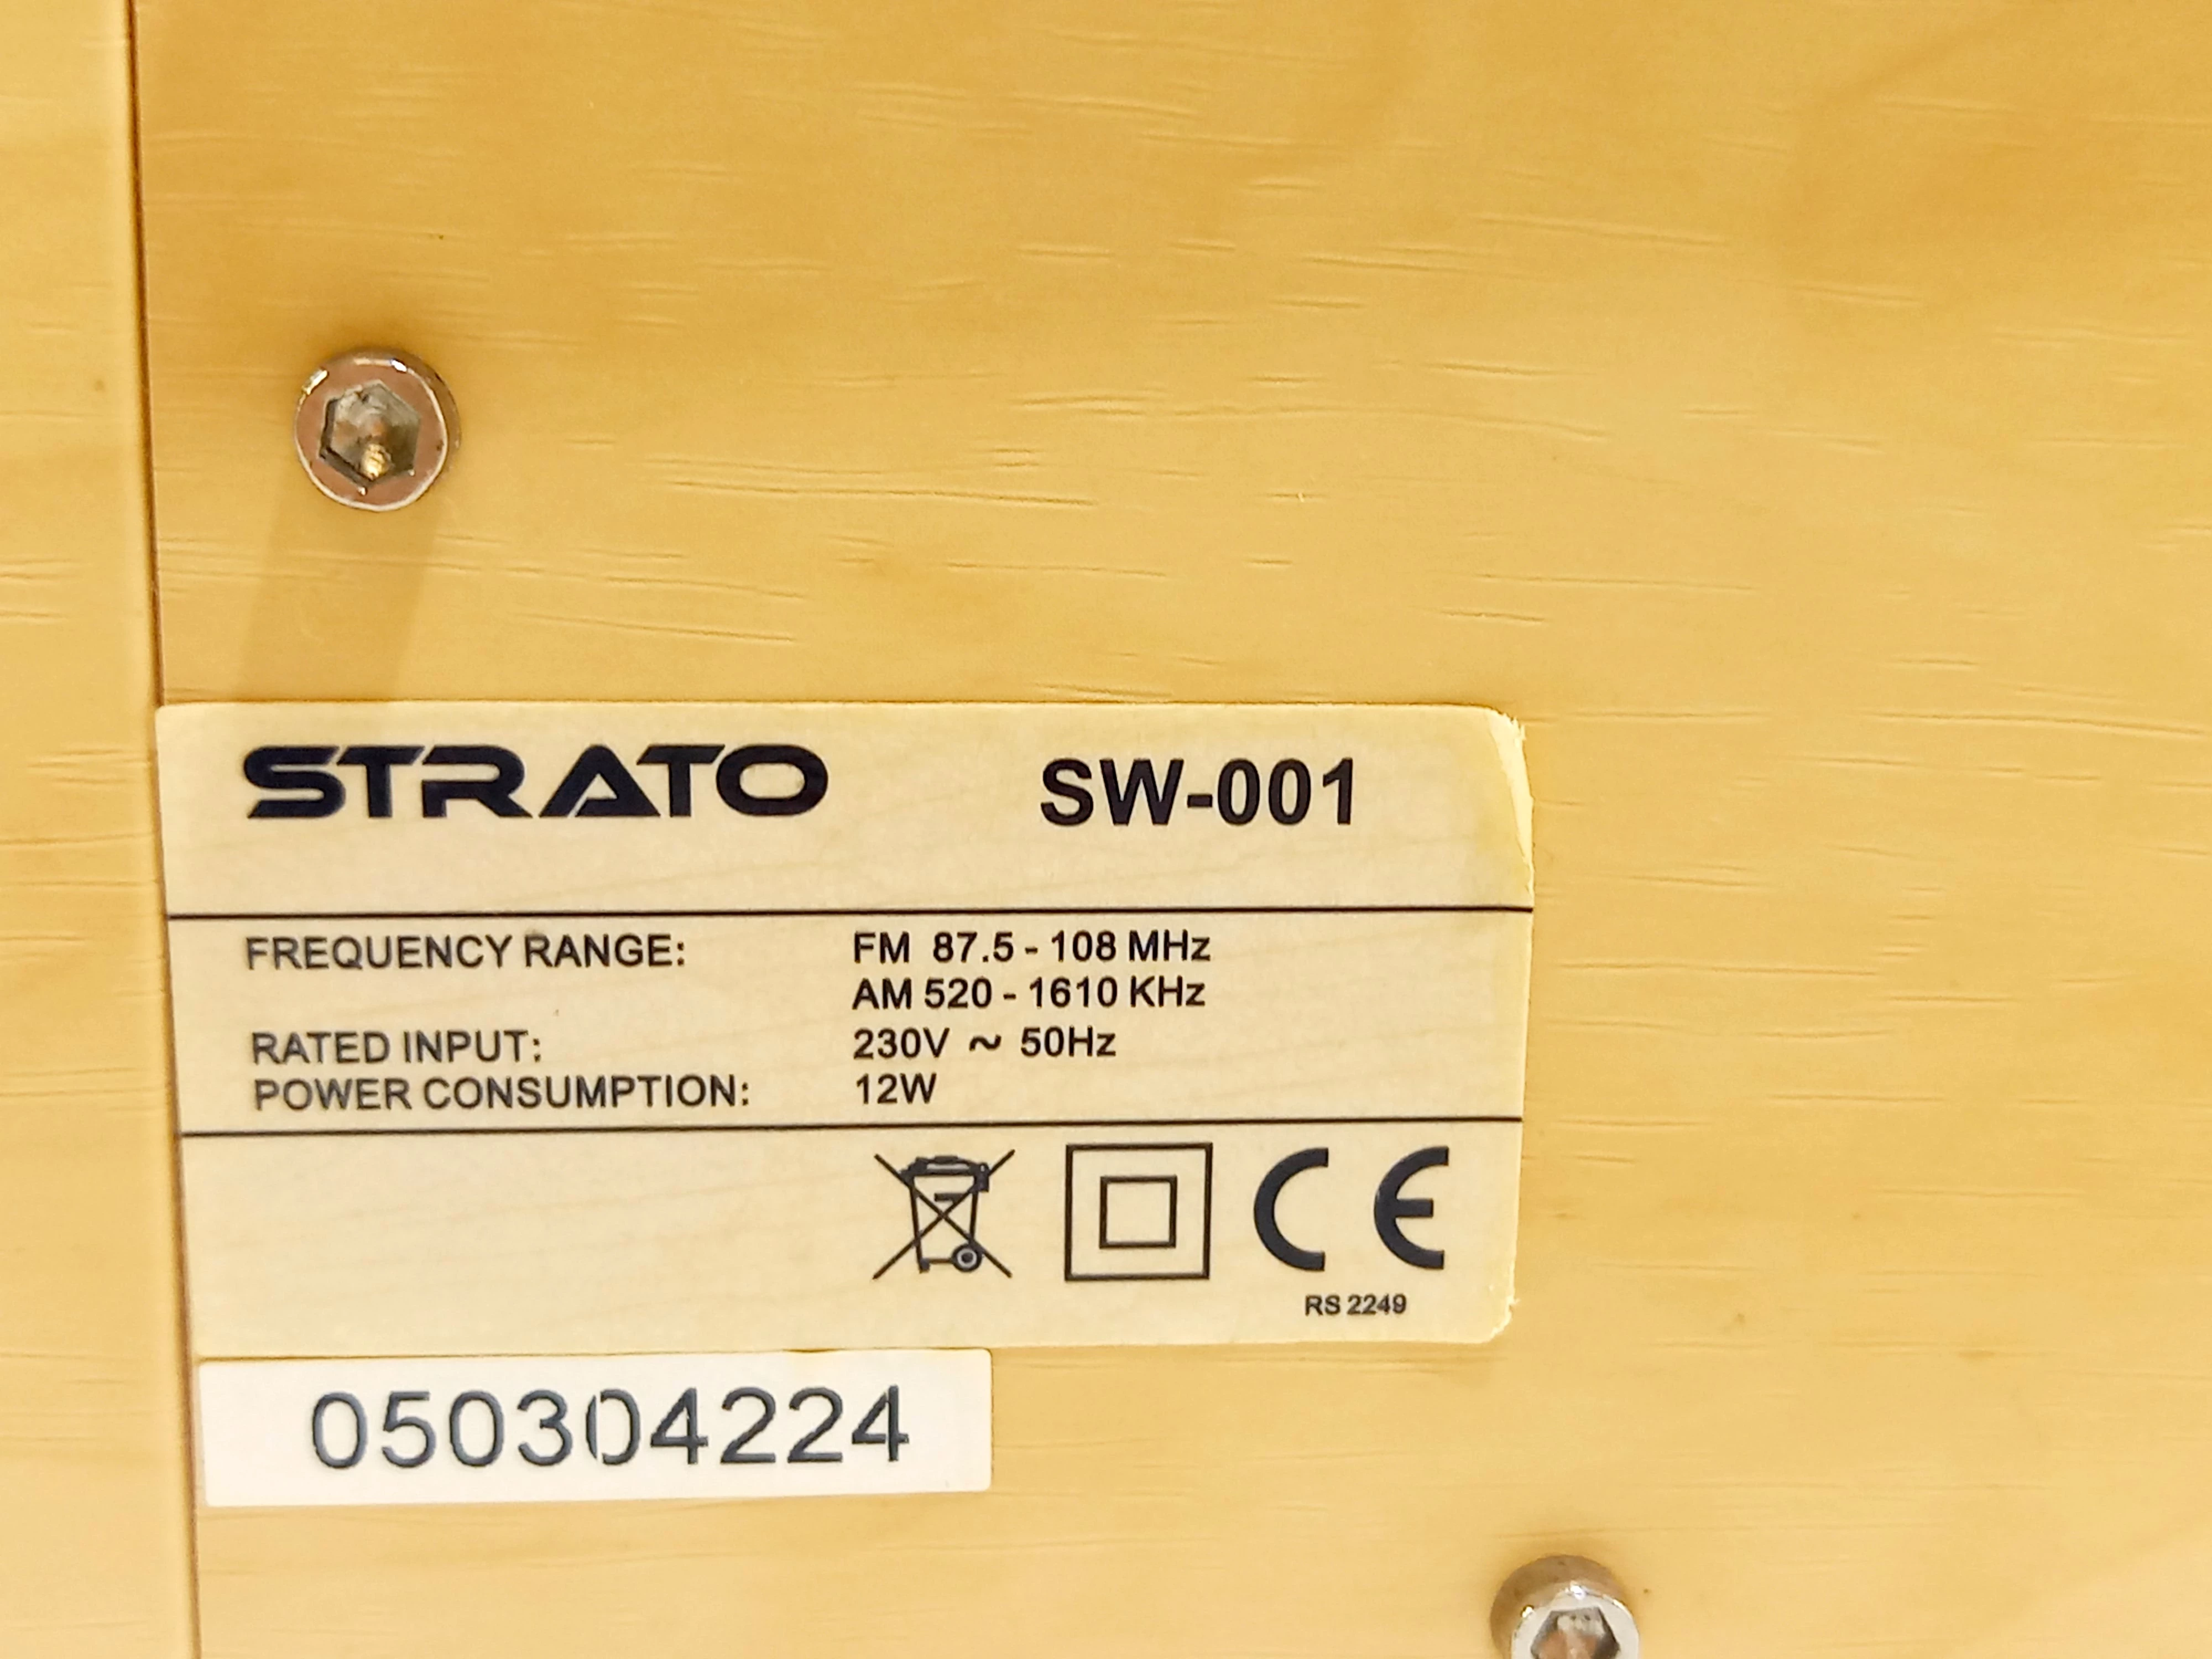 STRATO SW-001
FREQUENCY RANGE: FM 87.5 - 108 MHz
AM 520 - 1610 KHz
RATED INPUT: 230V ~ 50Hz
POWER CONSUMPTION: 12W
CE
RS 2249
050304224